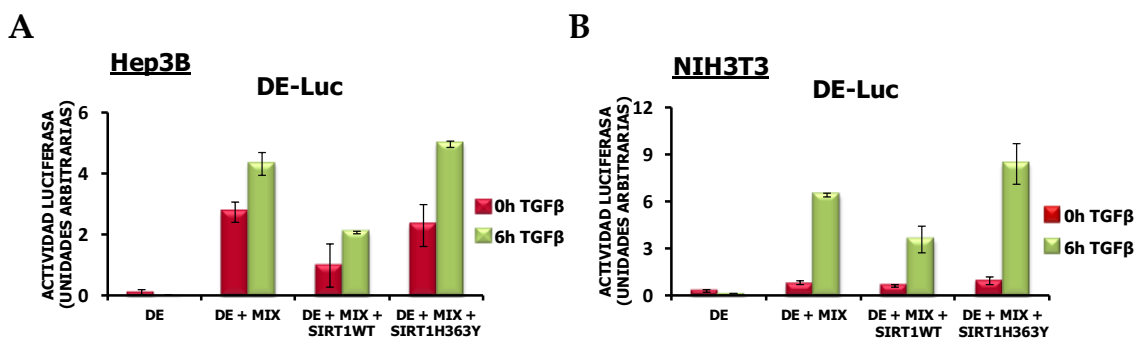 A
Hep3B
DE-Luc
ACTIVIDAD LUCIFERASA
(UNIDADES ARBITRARIAS)
6
4
2
0
DE
DE + MIX
DE + MIX +
SIRT1WT
DE + MIX +
SIRT1H363Y
0h TGFβ
6h TGFβ
B
NIH3T3
DE-Luc
ACTIVIDAD LUCIFERASA
(UNIDADES ARBITRARIAS)
12
9
6
3
0
DE
DE + MIX
DE + MIX +
SIRT1WT
DE + MIX +
SIRT1H363Y
0h TGFβ
6h TGFβ